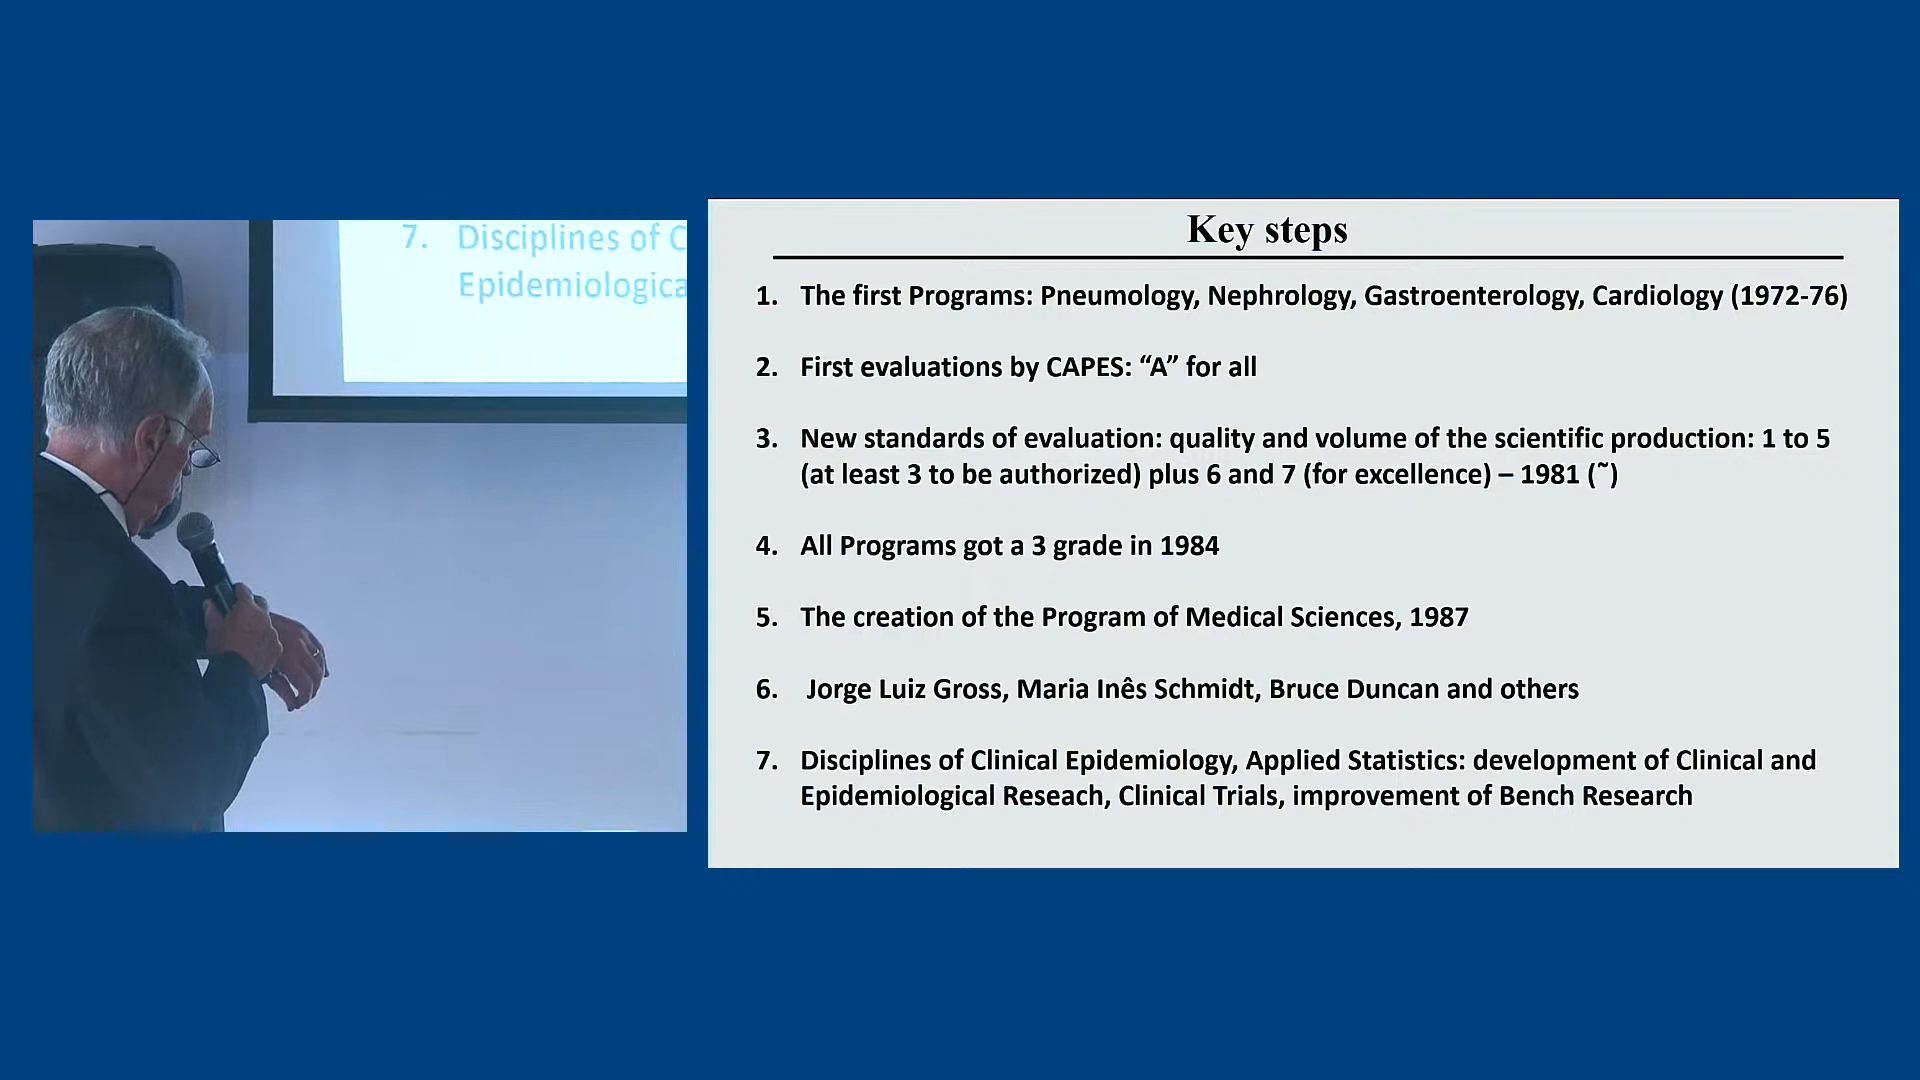 7. Disciplines of C
Epidemiologica
Key steps
1. The first Programs: Pneumology, Nephrology, Gastroenterology, Cardiology (1972-76)
2. First evaluations by CAPES: “A” for all
3. New standards of evaluation: quality and volume of the scientific production: 1 to 5
(at least 3 to be authorized) plus 6 and 7 (for excellence) – 1981 (˜)
4. All Programs got a 3 grade in 1984
5. The creation of the Program of Medical Sciences, 1987
6. Jorge Luiz Gross, Maria Inês Schmidt, Bruce Duncan and others
7. Disciplines of Clinical Epidemiology, Applied Statistics: development of Clinical and
Epidemiological Reseach, Clinical Trials, improvement of Bench Research